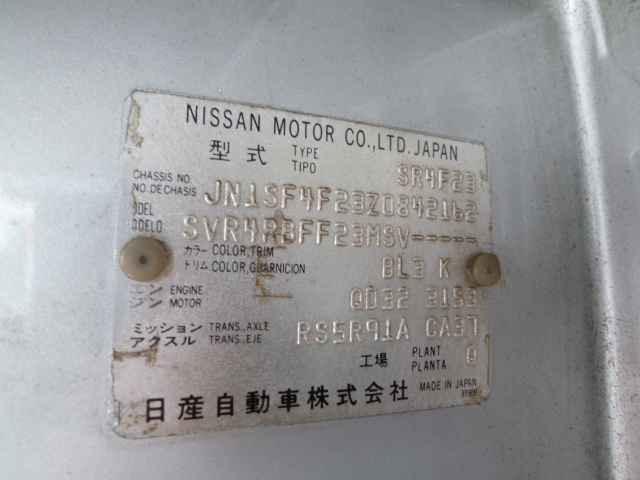 NISSAN MOTOR CO.,LTD. JAPAN
型式 TYPE TIPO SR4F23
CHASSIS NO. NO. DE CHASIS JN1SF4F23Z0842162
MODEL MODELO SVR4RBFF23MSV-----
カラー COLOR,TRIM トリム COLOR,GUARNICION BL3 K
エンジン ENGINE MOTOR QD32 3153
ミッション TRANS.,AXLE アクスル TRANS.,EJE RS5R91A CA37
工場 PLANT PLANTA 0
日産自動車株式会社 MADE IN JAPAN